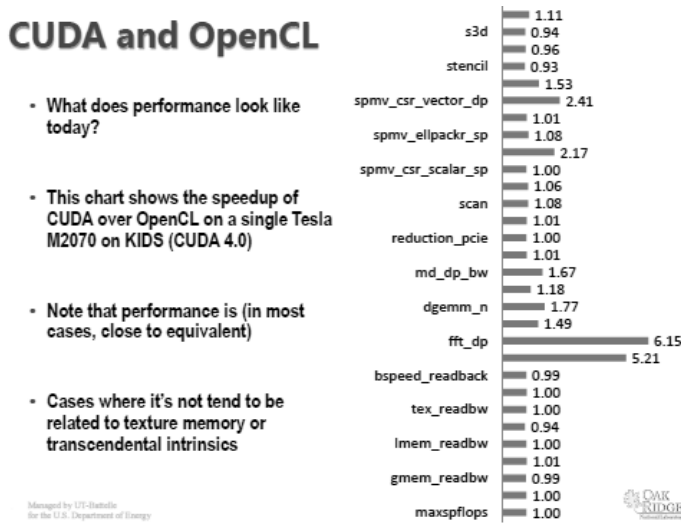 CUDA and OpenCL
• What does performance look like
today?
• This chart shows the speedup of
CUDA over OpenCL on a single Tesla
M2070 on KIDS (CUDA 4.0)
• Note that performance is (in most
cases, close to equivalent)
• Cases where it's not tend to be
related to texture memory or
transcendental intrinsics
1.11
s3d 0.94
0.96
stencil 0.93
1.53
spmv_csr_vector_dp 2.41
1.01
spmv_ellpackr_sp 1.08
2.17
spmv_csr_scalar_sp 1.00
1.06
scan 1.08
1.01
reduction_pcie 1.00
1.01
md_dp_bw 1.67
1.18
dgemm_n 1.77
1.49
fft_dp 6.15
5.21
bspeed_readback 0.99
1.00
tex_readbw 1.00
0.94
lmem_readbw 1.00
1.01
gmem_readbw 0.99
1.00
maxspflops 1.00
Managed by UT-Battelle
for the U.S. Department of Energy
OAK
RIDGE
National Laboratory